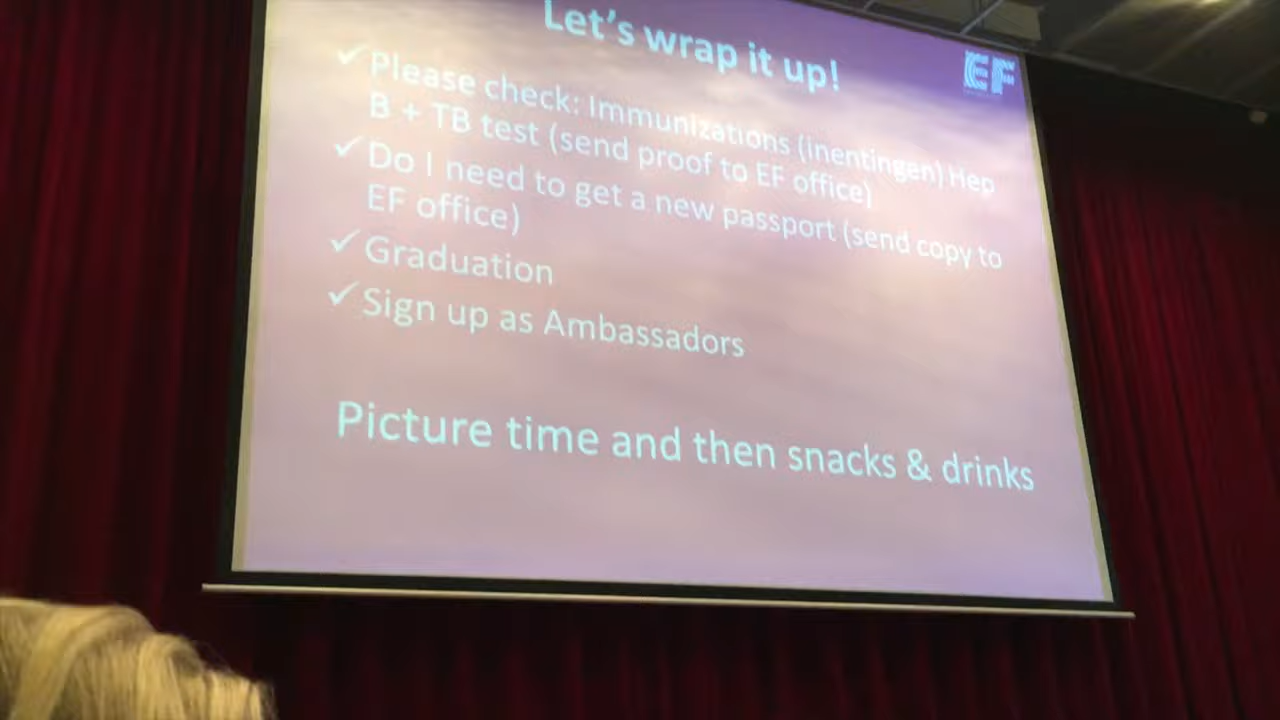 Let's wrap it up!
EF
✓ Please check: Immunizations (inentingen) Hep
B + TB test (send proof to EF office)
✓ Do I need to get a new passport (send copy to
EF office)
✓ Graduation
✓ Sign up as Ambassadors
Picture time and then snacks & drinks